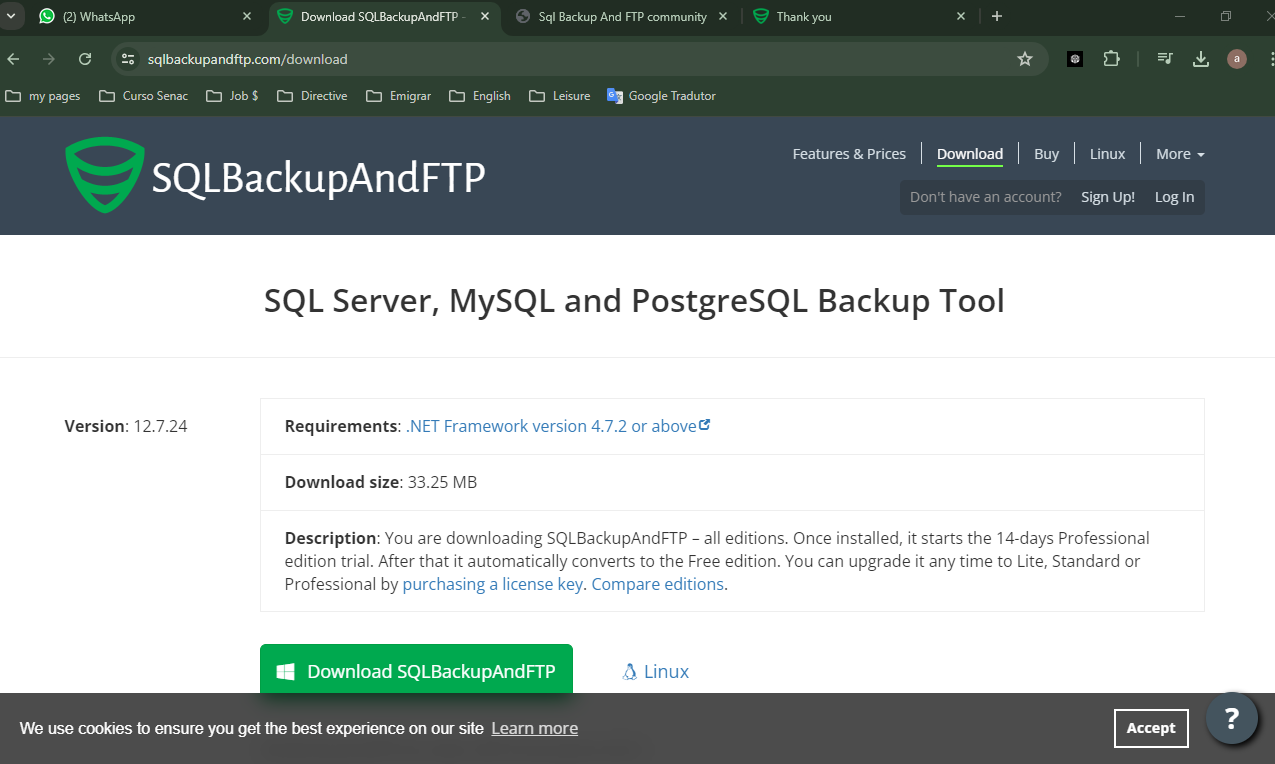 (2) WhatsApp
Download SQLBackupAndFTP -
Sql Backup And FTP community
Thank you
sqlbackupandftp.com/download
a
my pages
Curso Senac
Job $
Directive
Emigrar
English
Leisure
Google Tradutor
SQLBackupAndFTP
Features & Prices
Download
Buy
Linux
More
Don't have an account?
Sign Up!
Log In
SQL Server, MySQL and PostgreSQL Backup Tool
Version: 12.7.24
Requirements: .NET Framework version 4.7.2 or above
Download size: 33.25 MB
Description: You are downloading SQLBackupAndFTP – all editions. Once installed, it starts the 14-days Professional
edition trial. After that it automatically converts to the Free edition. You can upgrade it any time to Lite, Standard or
Professional by purchasing a license key. Compare editions.
Download SQLBackupAndFTP
Linux
We use cookies to ensure you get the best experience on our site Learn more
Accept
?